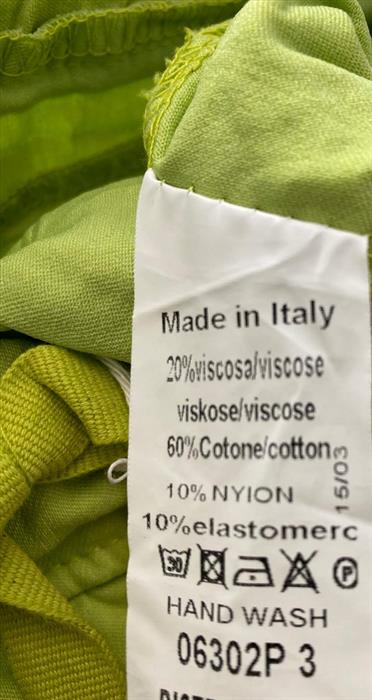 Made in Italy
20%viscosa/viscose
viskose/viscose
60%Cotone/cotton
15/03
10% NYION
10%elastomerc
30 P
HAND WASH
06302P 3